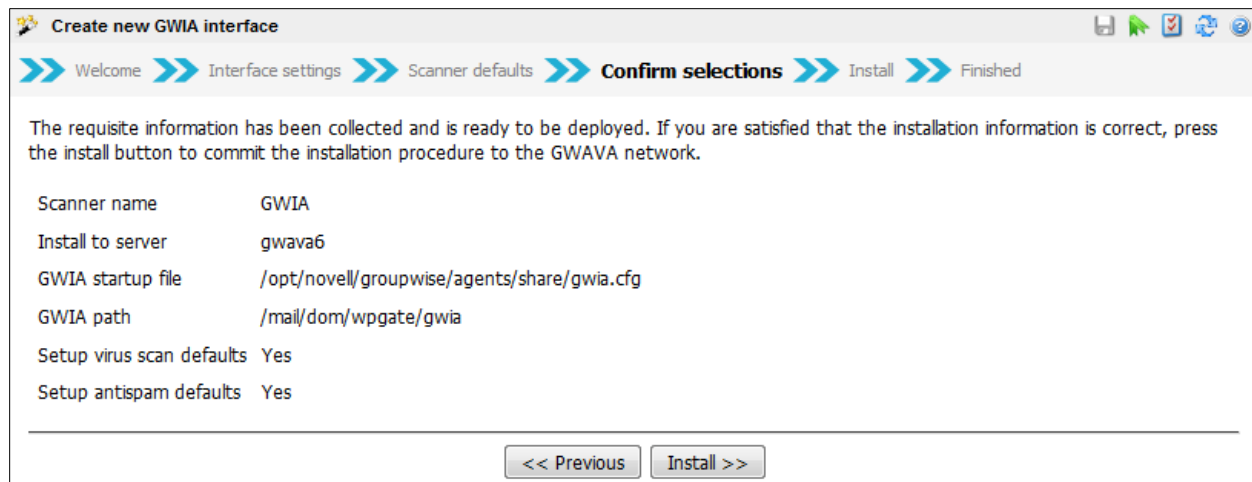 Create new GWIA interface
Welcome Interface settings Scanner defaults Confirm selections Install Finished
The requisite information has been collected and is ready to be deployed. If you are satisfied that the installation information is correct, press
the install button to commit the installation procedure to the GWAVA network.
Scanner name GWIA
Install to server gwava6
GWIA startup file /opt/novell/groupwise/agents/share/gwia.cfg
GWIA path /mail/dom/wpgate/gwia
Setup virus scan defaults Yes
Setup antispam defaults Yes
<< Previous Install >>